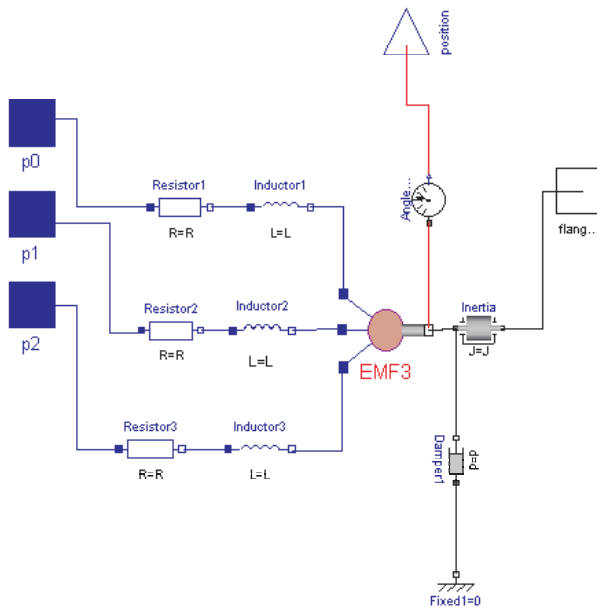 position
p0
Resistor1
Inductor1
Angle...
R=R
L=L
flang...
p1
Resistor2
Inductor2
Inertia
R=R
L=L
J=J
p2
EMF3
Resistor3
Inductor3
R=R
L=L
Damper1
d=d
Fixed1=0